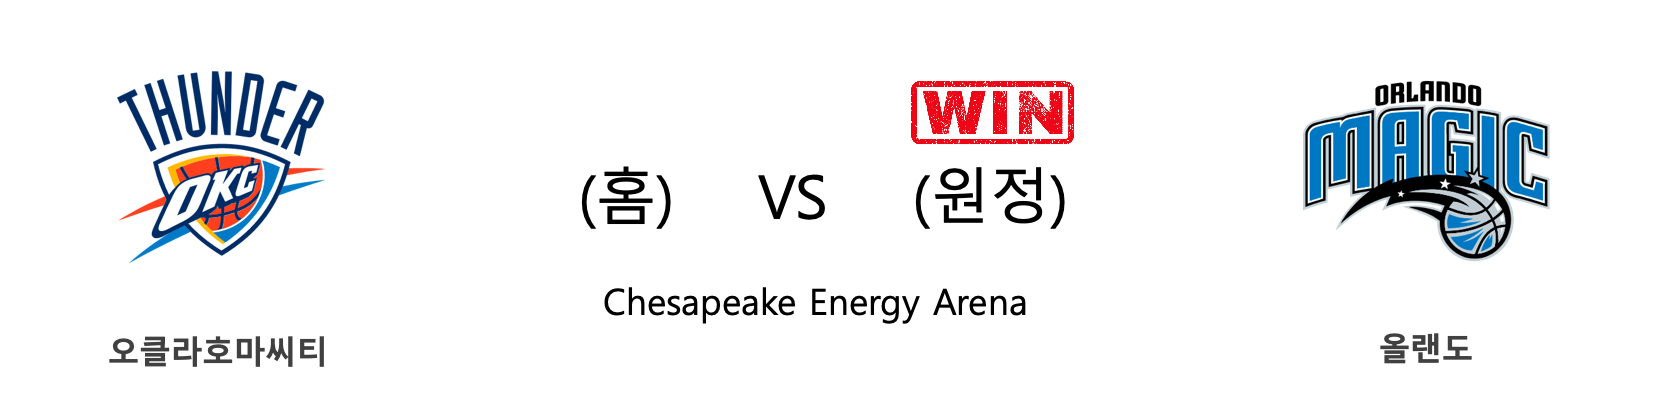 THUNDER
OKC
오클라호마씨티
(홈) VS (원정)
WIN
Chesapeake Energy Arena
ORLANDO
MAGIC
올랜도